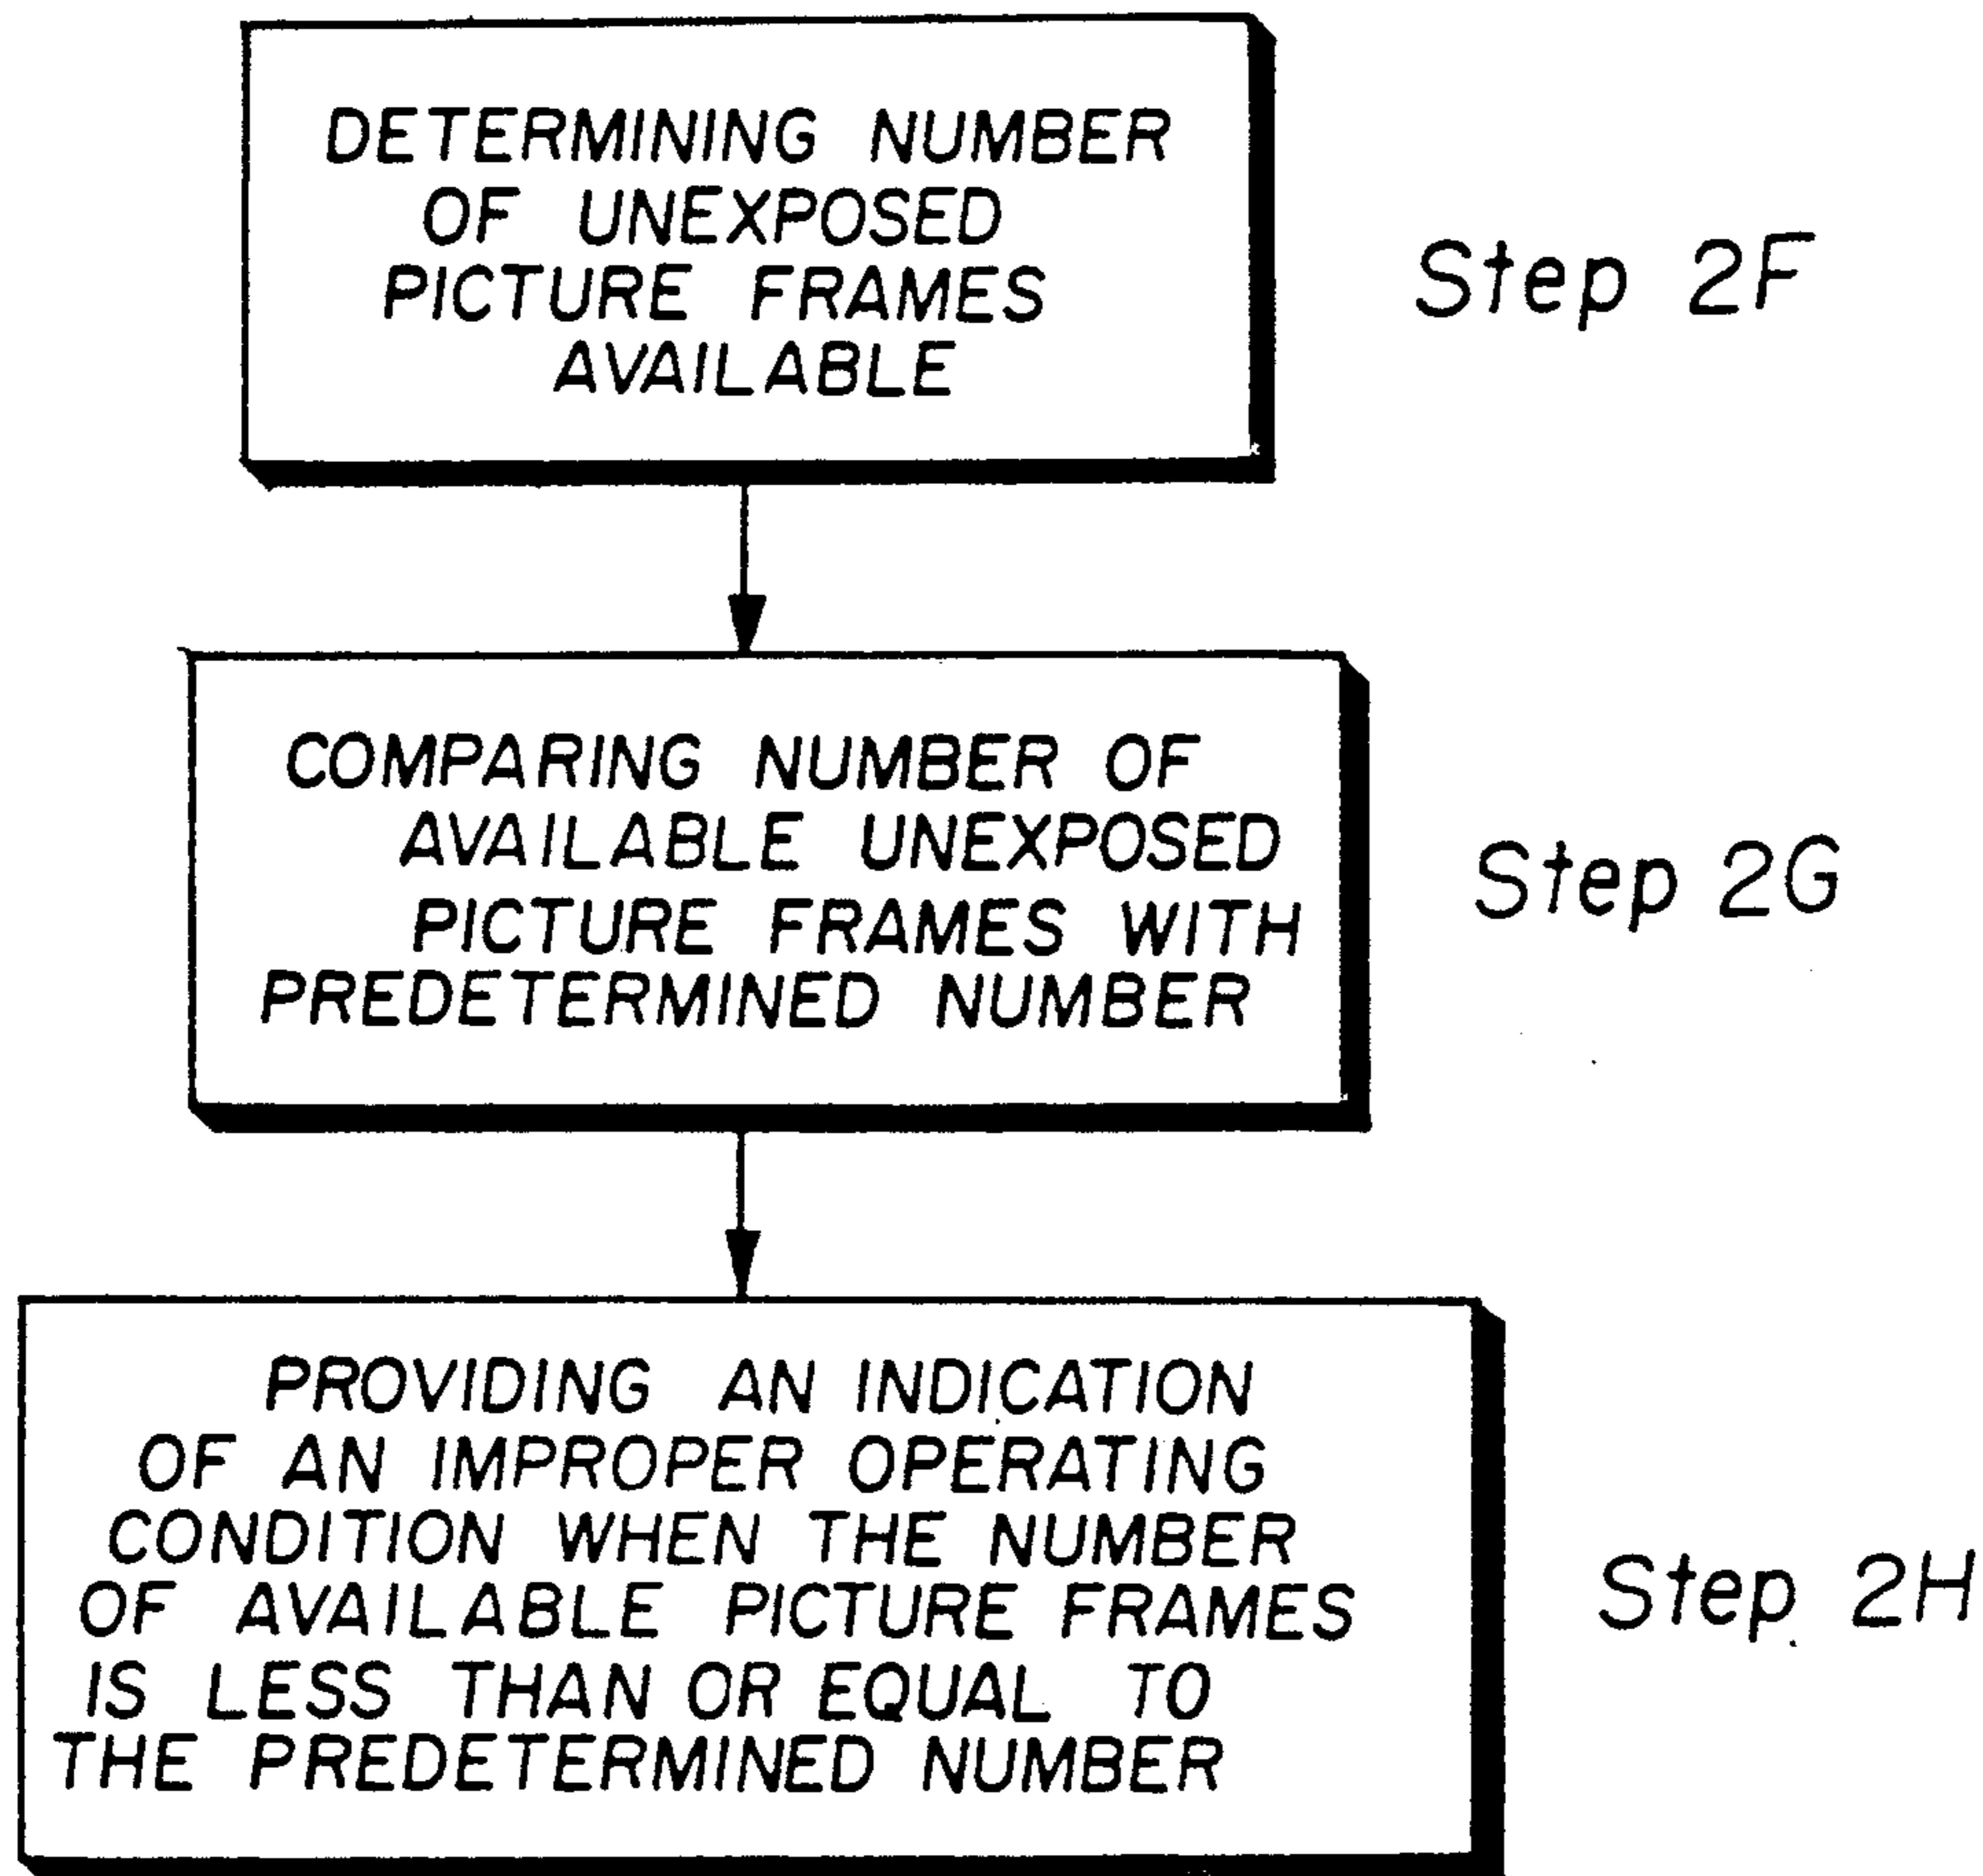 DETERMINING NUMBER
OF UNEXPOSED
PICTURE FRAMES
AVAILABLE
Step 2F
COMPARING NUMBER OF
AVAILABLE UNEXPOSED
PICTURE FRAMES WITH
PREDETERMINED NUMBER
Step 2G
PROVIDING AN INDICATION
OF AN IMPROPER OPERATING
CONDITION WHEN THE NUMBER
OF AVAILABLE PICTURE FRAMES
IS LESS THAN OR EQUAL TO
THE PREDETERMINED NUMBER
Step 2H